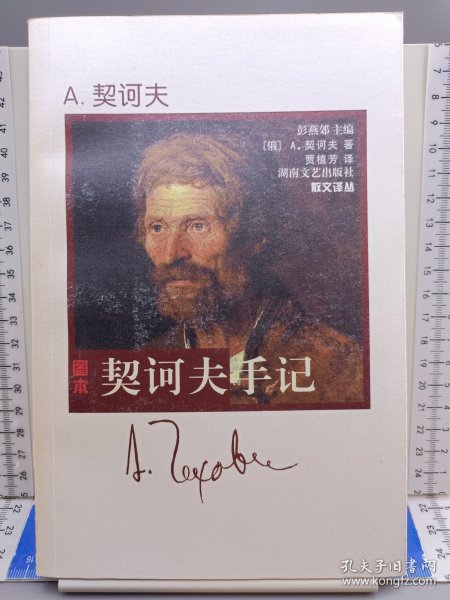 A. 契诃夫
彭燕郊 主编
[俄] A. 契诃夫 著
贾植芳 译
湖南文艺出版社
散文译丛
图本
契诃夫手记
А. Чехов
孔夫子旧书网
www.kongfz.com